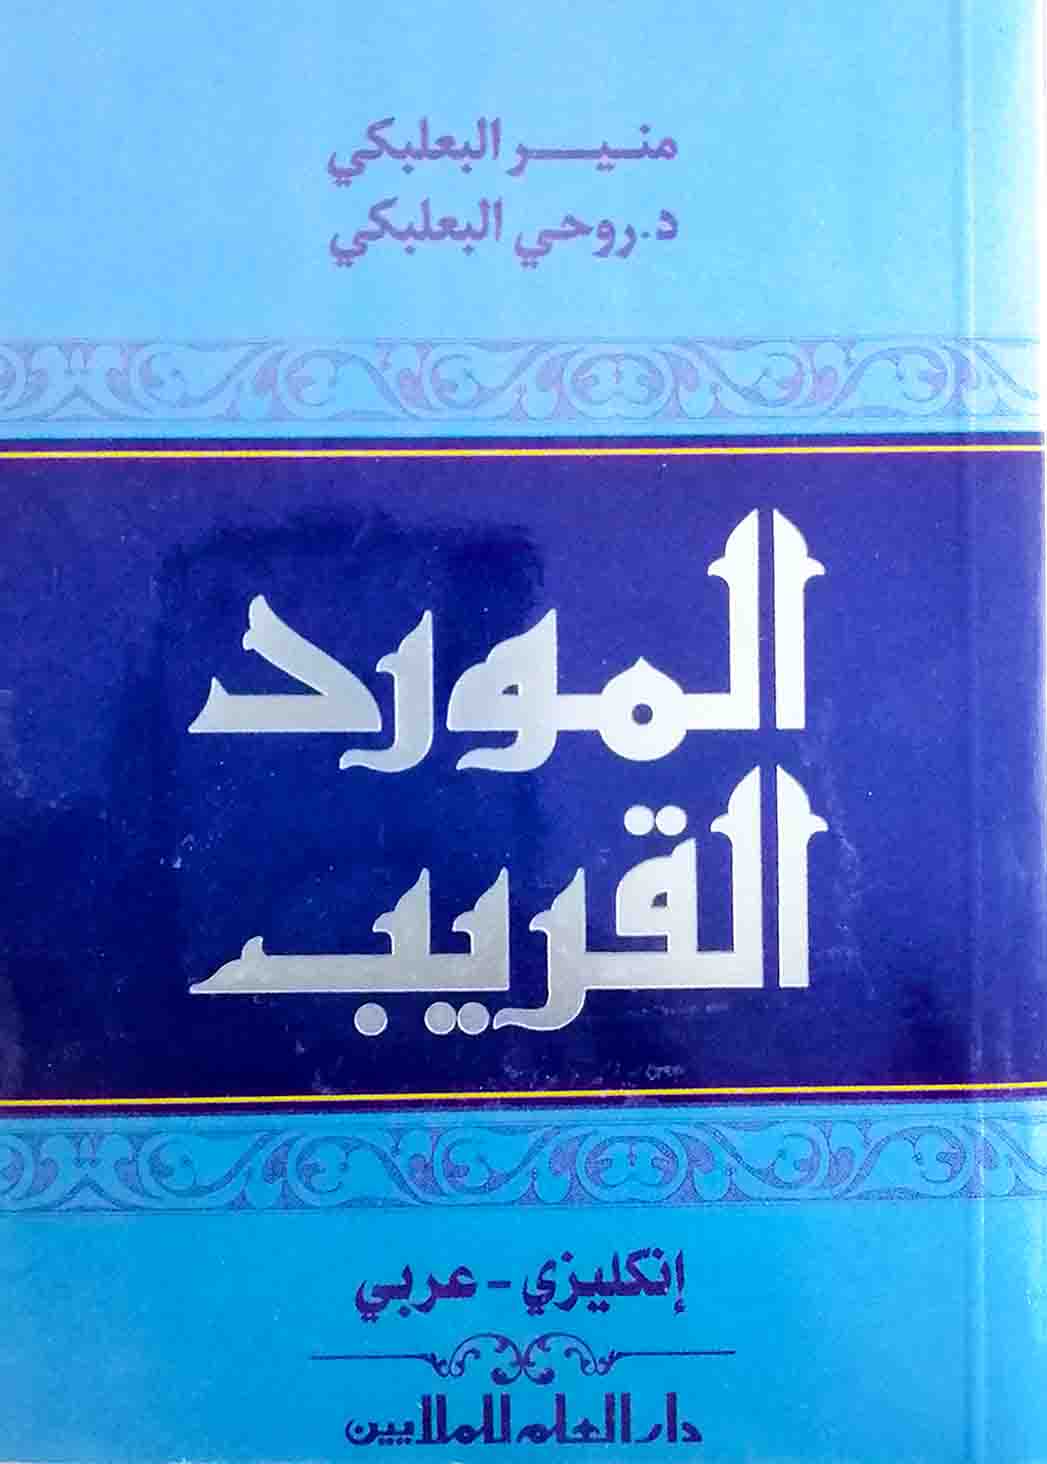 منير البعلبكي
د. روحي البعلبكي
المورد
القريب
إنكليزي - عربي
دار العلم للملايين